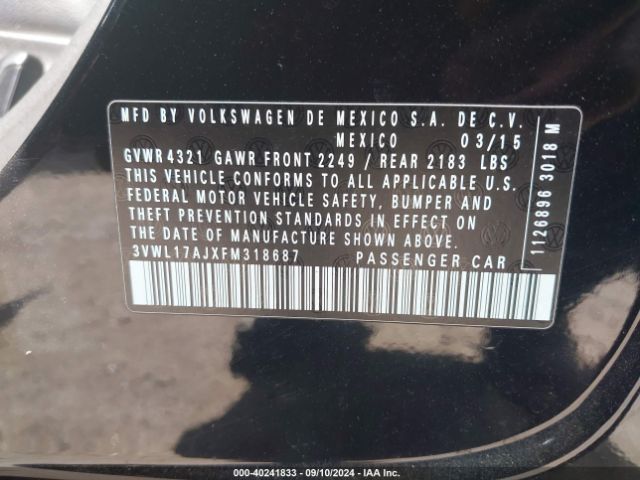 MFD BY VOLKSWAGEN DE MEXICO S.A. DE C.V.
MEXICO 03/15
GVWR 4321 GAWR FRONT 2249 / REAR 2183 LBS
THIS VEHICLE CONFORMS TO ALL APPLICABLE U.S.
FEDERAL MOTOR VEHICLE SAFETY, BUMPER AND
THEFT PREVENTION STANDARDS IN EFFECT ON
THE DATE OF MANUFACTURE SHOWN ABOVE.
3VWL17AJXFM318687 PASSENGER CAR
1126896 3018 M
000-40241833 - 09/10/2024 - IAA Inc.